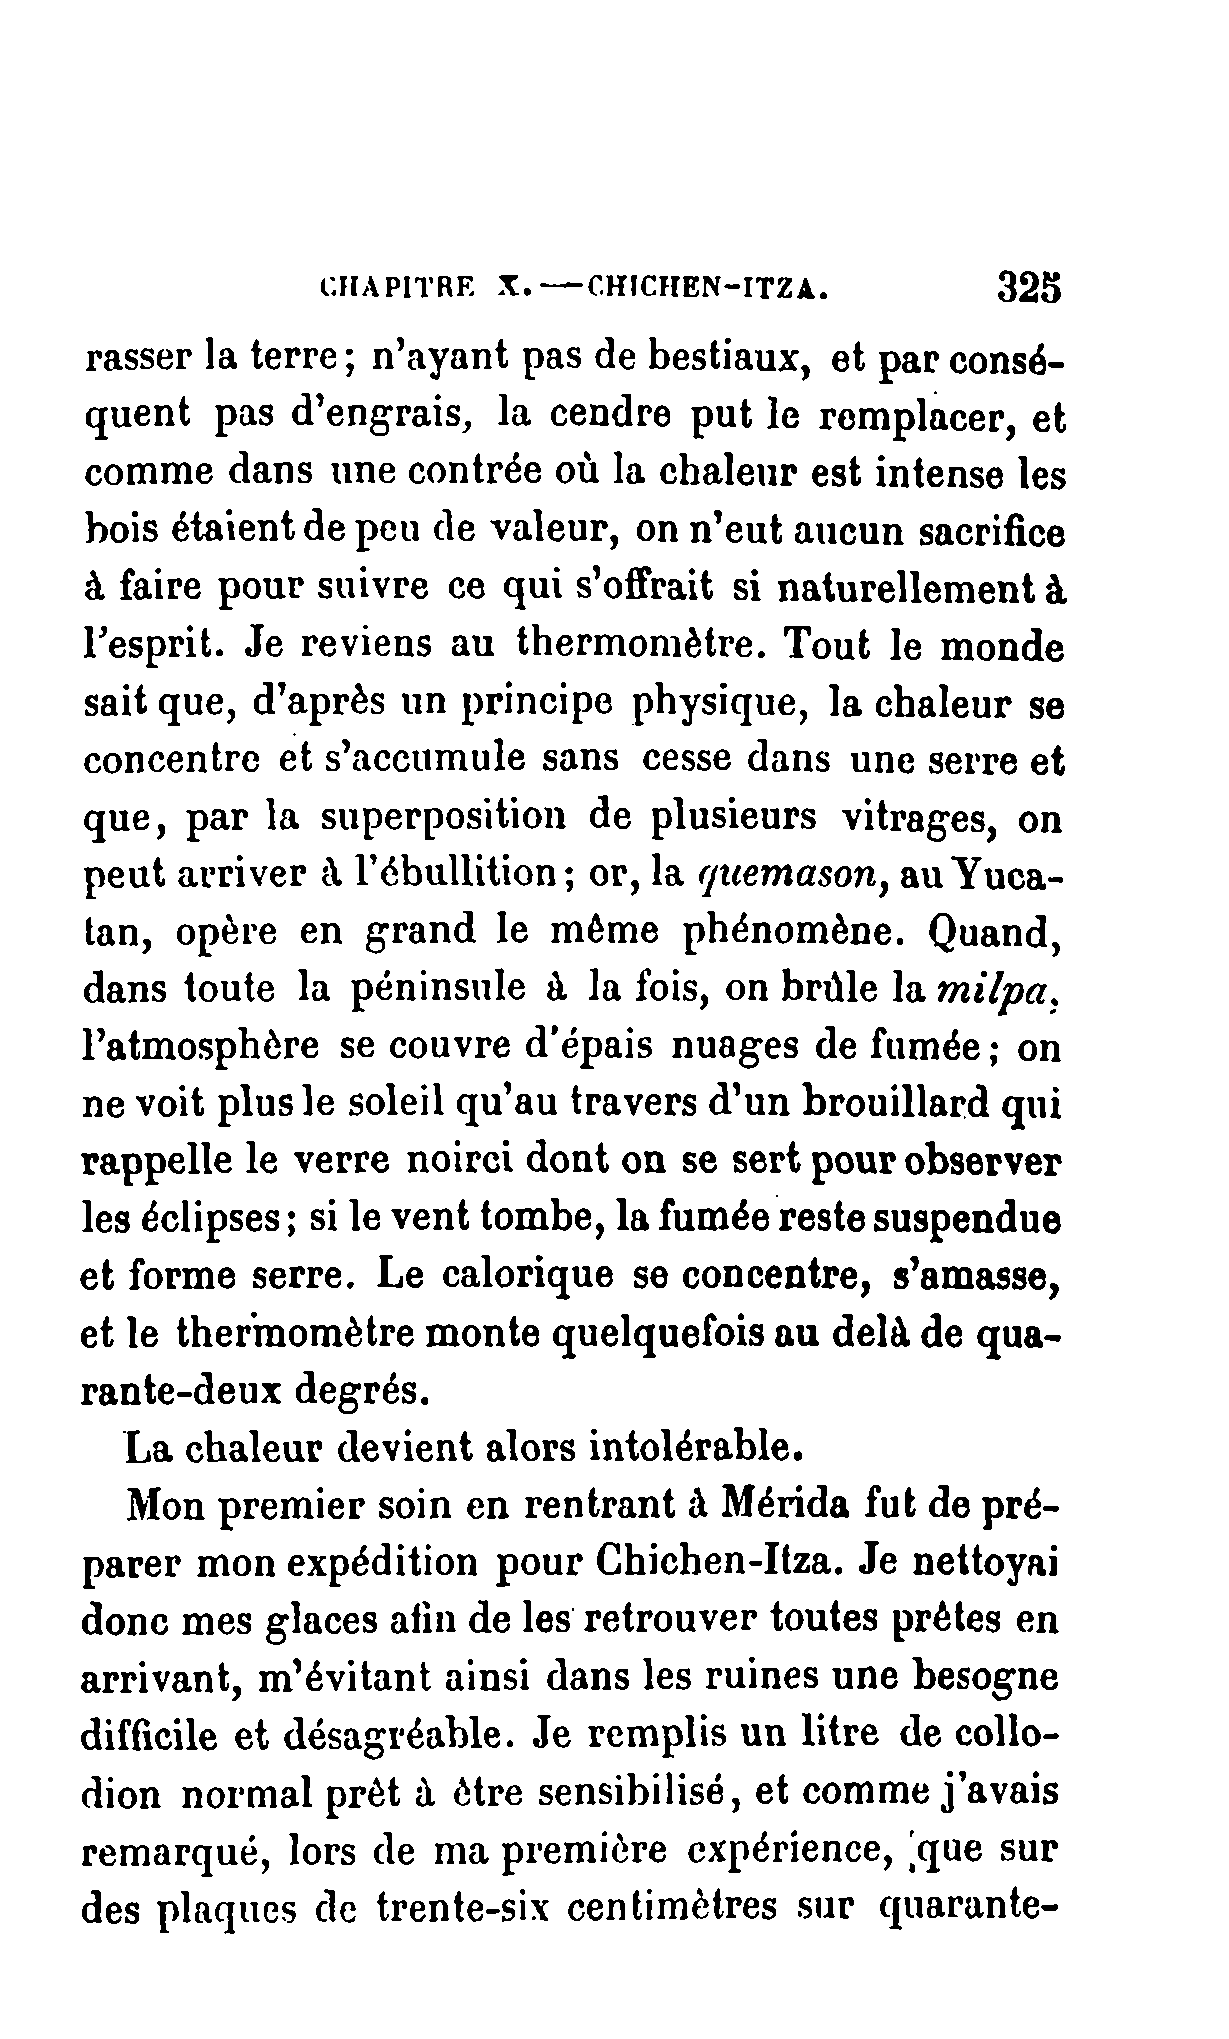 CHAPITRE X.—CHICHEN-ITZA. 325
rasser la terre; n'ayant pas de bestiaux, et par consé-
quent pas d'engrais, la cendre put le remplacer, et
comme dans une contrée où la chaleur est intense les
bois étaient de peu de valeur, on n'eut aucun sacrifice
à faire pour suivre ce qui s'offrait si naturellement à
l'esprit. Je reviens au thermomètre. Tout le monde
sait que, d'après un principe physique, la chaleur se
concentre et s'accumule sans cesse dans une serre et
que, par la superposition de plusieurs vitrages, on
peut arriver à l'ébullition; or, la quemason, au Yuca-
tan, opère en grand le même phénomène. Quand,
dans toute la péninsule à la fois, on brûle la milpa,
l'atmosphère se couvre d'épais nuages de fumée; on
ne voit plus le soleil qu'au travers d'un brouillard qui
rappelle le verre noirci dont on se sert pour observer
les éclipses; si le vent tombe, la fumée reste suspendue
et forme serre. Le calorique se concentre, s'amasse,
et le thermomètre monte quelquefois au delà de qua-
rante-deux degrés.
La chaleur devient alors intolérable.
Mon premier soin en rentrant à Mérida fut de pré-
parer mon expédition pour Chichen-Itza. Je nettoyai
donc mes glaces afin de les retrouver toutes prêtes en
arrivant, m'évitant ainsi dans les ruines une besogne
difficile et désagréable. Je remplis un litre de collo-
dion normal prêt à être sensibilisé, et comme j'avais
remarqué, lors de ma première expérience, que sur
des plaques de trente-six centimètres sur quarante-